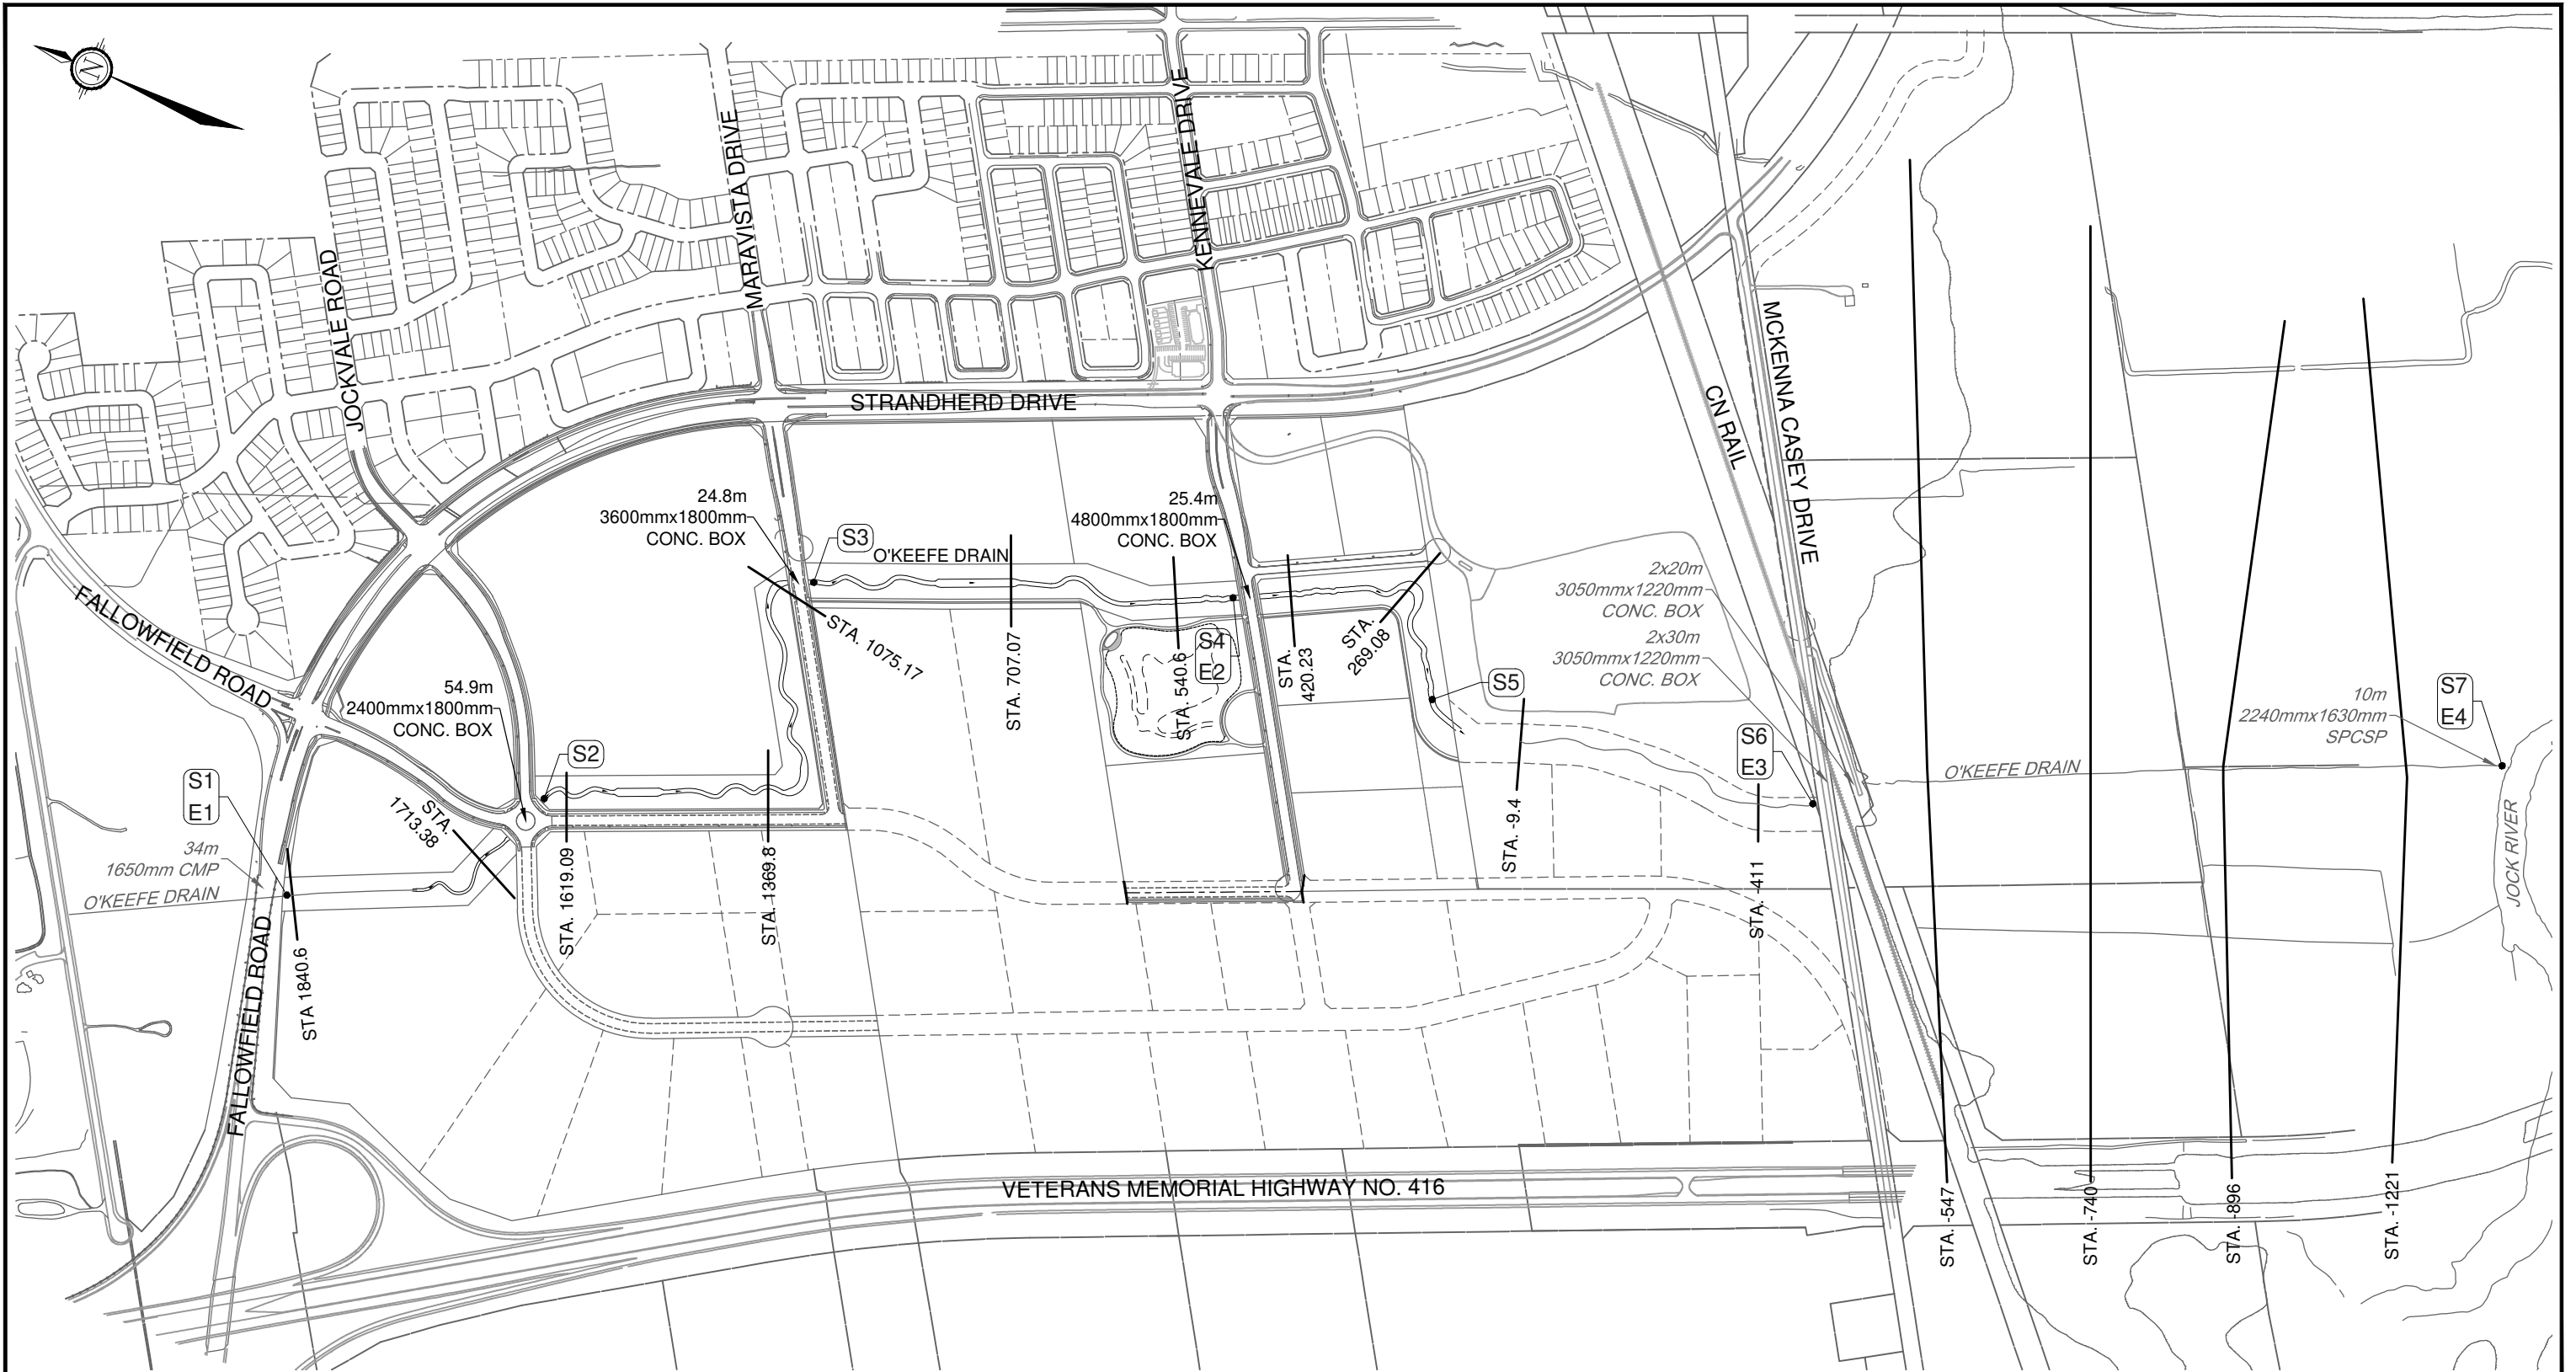 N
JOCKVALE ROAD
MARAVISTA DRIVE
KENNEVALE DRIVE
STRANDHERD DRIVE
CN RAIL
MCKENNA CASEY DRIVE
FALLOWFIELD ROAD
24.8m
3600mmx1800mm
CONC. BOX
S3
O'KEEFE DRAIN
25.4m
4800mmx1800mm
CONC. BOX
2x20m
3050mmx1220mm
CONC. BOX
2x30m
3050mmx1220mm
CONC. BOX
STA. 1075.17
STA. 707.07
STA. 540.6
S4
E2
STA.
420.23
STA.
269.08
S5
54.9m
2400mmx1800mm
CONC. BOX
S2
S1
E1
34m
1650mm CMP
O'KEEFE DRAIN
STA.
1713.38
STA 1840.6
STA. 1619.09
STA. 1369.8
STA. -9.4
S6
E3
STA. -411
O'KEEFE DRAIN
10m
2240mmx1630mm
SPCSP
S7
E4
JOCK RIVER
FALLOWFIELD ROAD
VETERANS MEMORIAL HIGHWAY NO. 416
STA. -547
STA. -740
STA. -896
STA. -1221